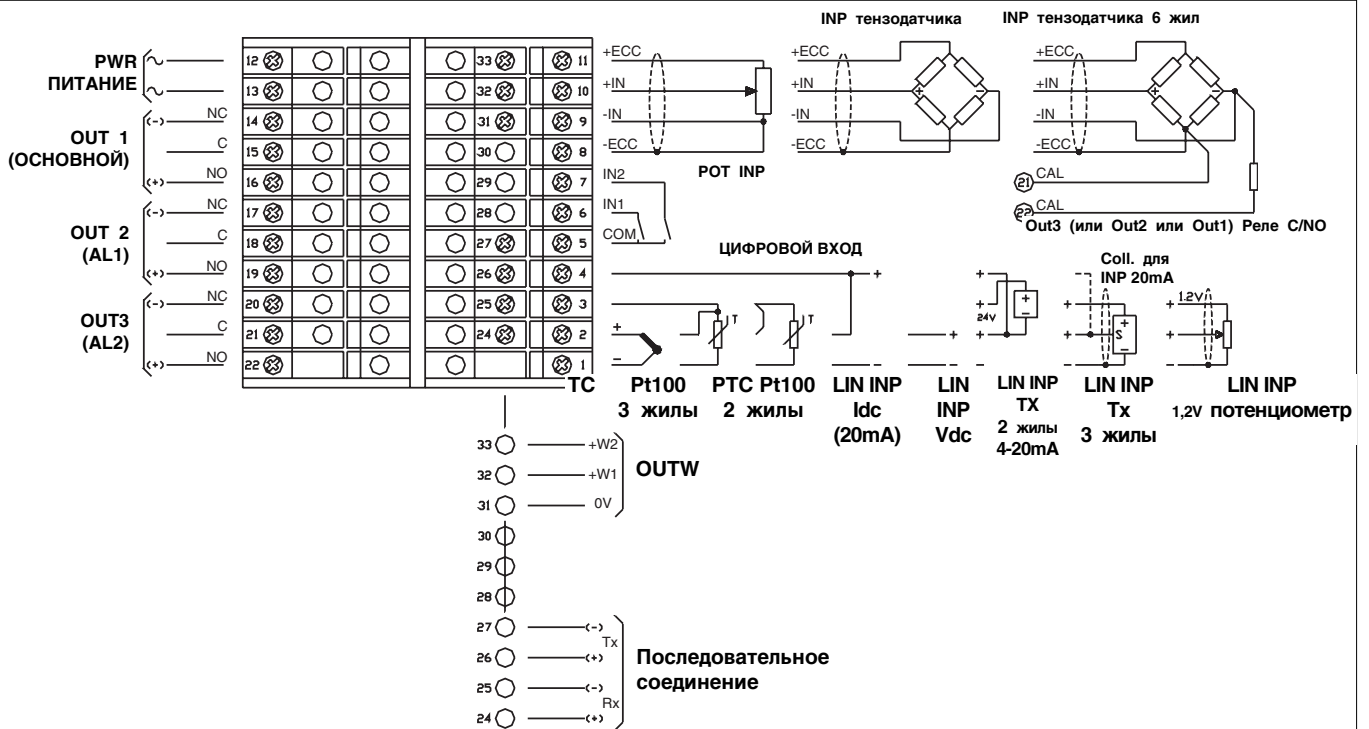 INP тензодатчика
INP тензодатчика 6 жил
PWR
ПИТАНИЕ
OUT 1
(ОСНОВНОЙ)
(-) NC
C
(+) NO
OUT 2
(AL1)
(-) NC
C
(+) NO
OUT3
(AL2)
(-) NC
C
(+) NO
12 33 11
13 32 10
14 31 9
15 30 8
16 29 7
17 28 6
18 27 5
19 26 4
20 25 3
21 24 2
22 1
+ECC
+IN
-IN
-ECC
POT INP
+ECC
+IN
-IN
-ECC
+ECC
+IN
-IN
-ECC
21 CAL
22 CAL
Out3 (или Out2 или Out1) Реле C/NO
IN2
IN1
COM
ЦИФРОВОЙ ВХОД
Coll. для
INP 20mA
24V
1.2V
T
T
S
TC
Pt100
3 жилы
PTC Pt100
2 жилы
LIN INP
Idc
(20mA)
LIN
INP
Vdc
LIN INP
TX
2 жилы
4-20mA
LIN INP
Tx
3 жилы
LIN INP
1,2V потенциометр
33 +W2
32 +W1
31 0V
OUTW
30
29
28
27 (-)
Tx
26 (+)
25 (-)
Rx
24 (+)
Последовательное
соединение